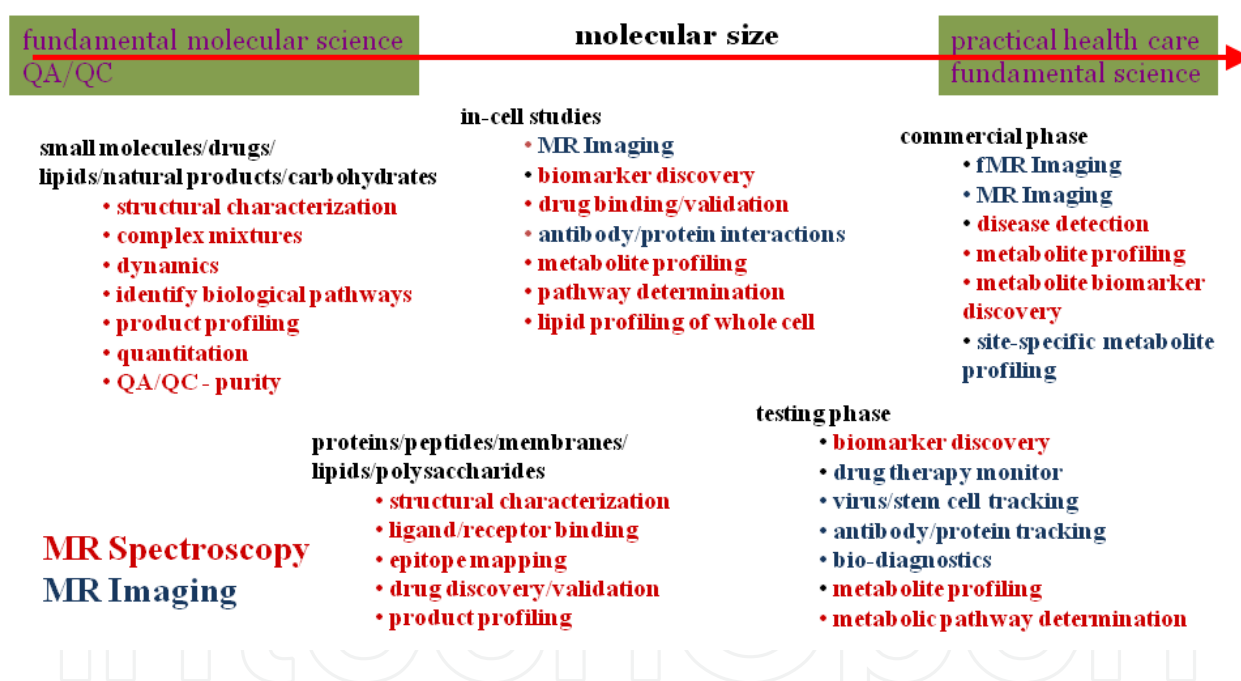 fundamental molecular science
QA/QC
molecular size
practical health care
fundamental science
small molecules/drugs/
lipids/natural products/carbohydrates
• structural characterization
• complex mixtures
• dynamics
• identify biological pathways
• product profiling
• quantitation
• QA/QC - purity
in-cell studies
• MR Imaging
• biomarker discovery
• drug binding/validation
• antibody/protein interactions
• metabolite profiling
• pathway determination
• lipid profiling of whole cell
commercial phase
• fMR Imaging
• MR Imaging
• disease detection
• metabolite profiling
• metabolite biomarker
discovery
• site-specific metabolite
profiling
proteins/peptides/membranes/
lipids/polysaccharides
• structural characterization
• ligand/receptor binding
• epitope mapping
• drug discovery/validation
• product profiling
testing phase
• biomarker discovery
• drug therapy monitor
• virus/stem cell tracking
• antibody/protein tracking
• bio-diagnostics
• metabolite profiling
• metabolic pathway determination
MR Spectroscopy
MR Imaging